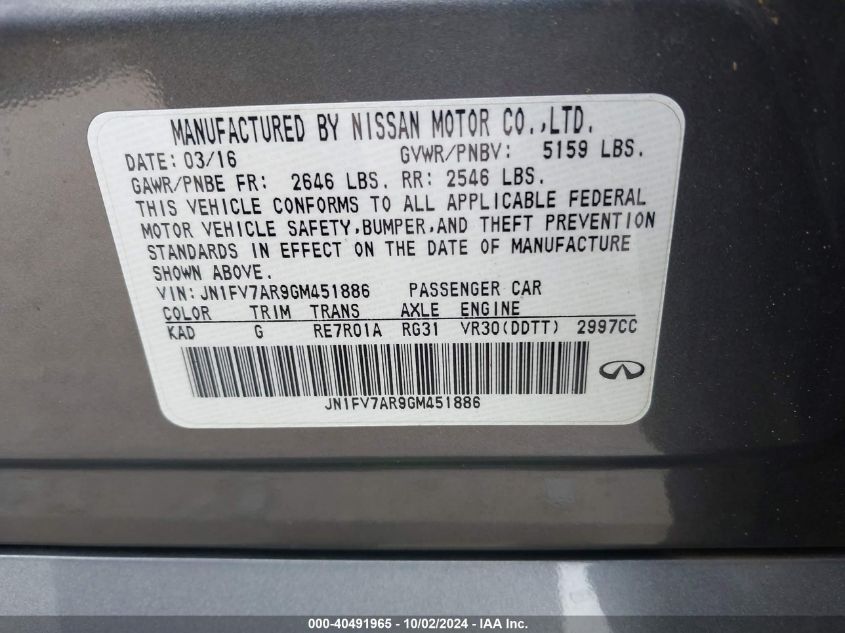 MANUFACTURED BY NISSAN MOTOR CO.,LTD.
DATE: 03/16 GVWR/PNBV: 5159 LBS.
GAWR/PNBE FR: 2646 LBS. RR: 2546 LBS.
THIS VEHICLE CONFORMS TO ALL APPLICABLE FEDERAL
MOTOR VEHICLE SAFETY,BUMPER,AND THEFT PREVENTION
STANDARDS IN EFFECT ON THE DATE OF MANUFACTURE
SHOWN ABOVE.
VIN: JN1FV7AR9GM451886 PASSENGER CAR
COLOR TRIM TRANS AXLE ENGINE
KAD G RE7R01A RG31 VR30(DDTT) 2997CC
JN1FV7AR9GM451886
000-40491965 - 10/02/2024 - IAA Inc.